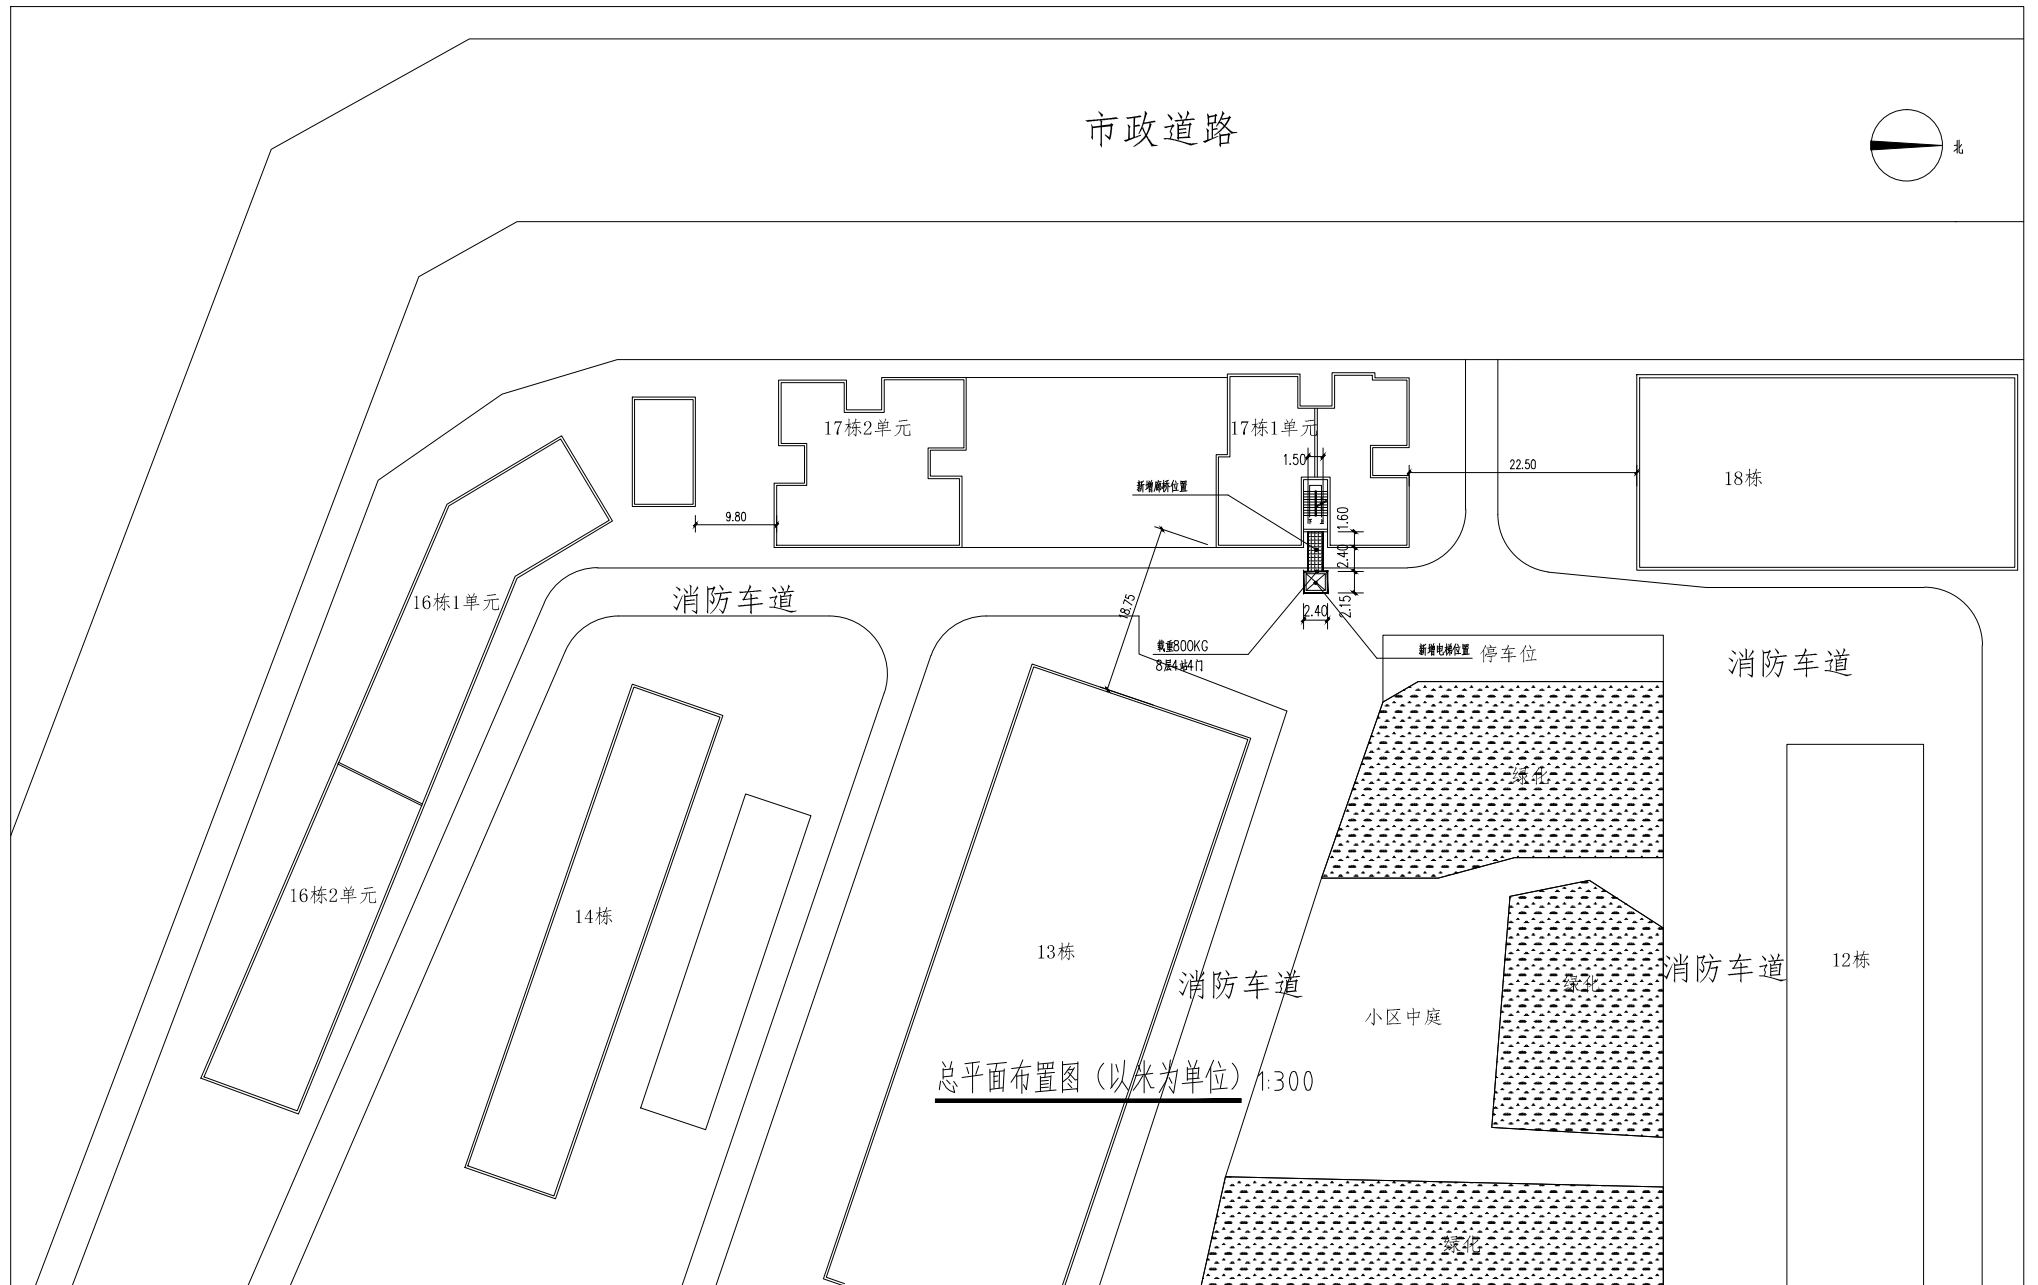 市政道路
北
17栋2单元
17栋1单元
1.50
22.50
18栋
新增廊桥位置
9.80
1.60
2.40
16栋1单元
消防车道
18.75
2.40
2.15
载重800KG
8层4站4门
新增电梯位置
停车位
消防车道
绿化
16栋2单元
14栋
13栋
消防车道
绿化
消防车道
12栋
小区中庭
总平面布置图（以米为单位） 1:300
绿化